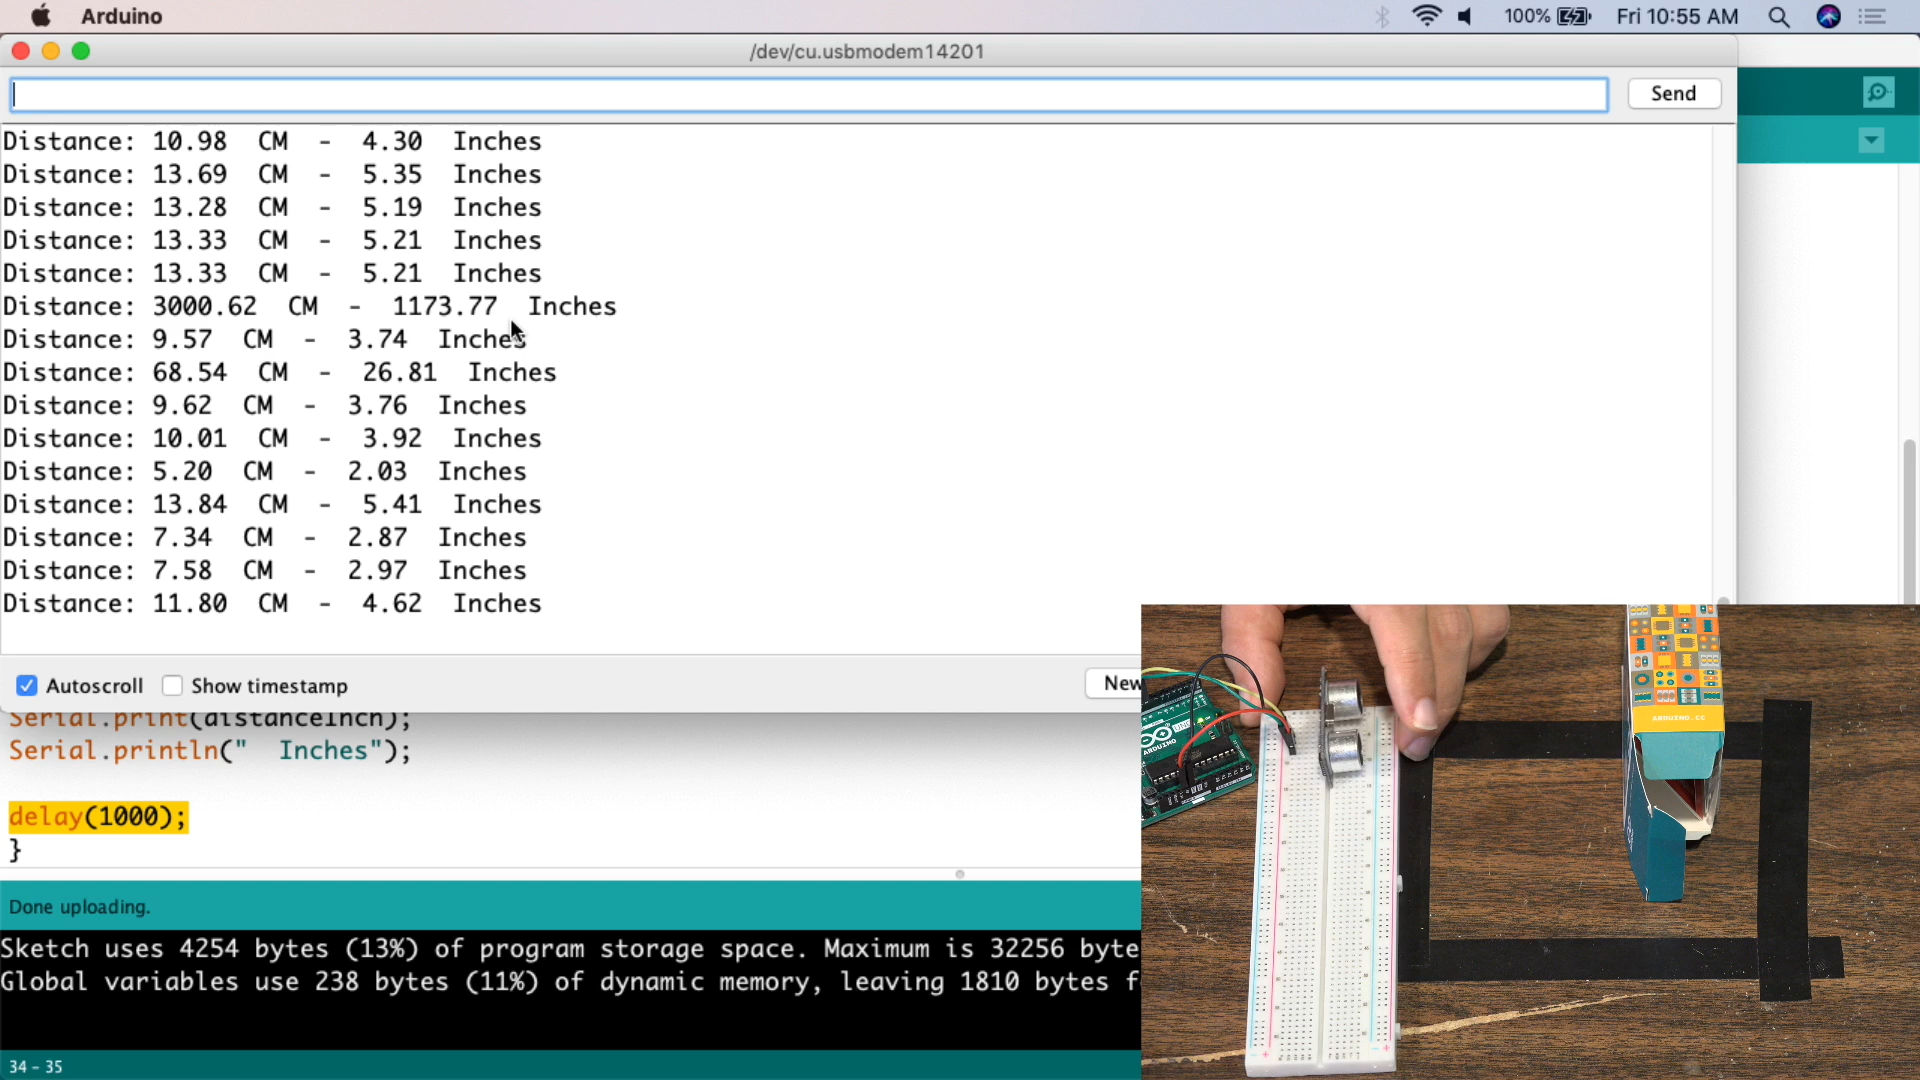 Arduino
100%
Fri 10:55 AM
/dev/cu.usbmodem14201
Send
Distance: 10.98 CM - 4.30 Inches
Distance: 13.69 CM - 5.35 Inches
Distance: 13.28 CM - 5.19 Inches
Distance: 13.33 CM - 5.21 Inches
Distance: 13.33 CM - 5.21 Inches
Distance: 3000.62 CM - 1173.77 Inches
Distance: 9.57 CM - 3.74 Inches
Distance: 68.54 CM - 26.81 Inches
Distance: 9.62 CM - 3.76 Inches
Distance: 10.01 CM - 3.92 Inches
Distance: 5.20 CM - 2.03 Inches
Distance: 13.84 CM - 5.41 Inches
Distance: 7.34 CM - 2.87 Inches
Distance: 7.58 CM - 2.97 Inches
Distance: 11.80 CM - 4.62 Inches
Autoscroll
Show timestamp
New
Serial.print(distanceInch);
Serial.println("  Inches");
delay(1000);
}
Done uploading.
Sketch uses 4254 bytes (13%) of program storage space. Maximum is 32256 byte
Global variables use 238 bytes (11%) of dynamic memory, leaving 1810 bytes f
34 - 35
ARDUINO
ARDUINO.CC